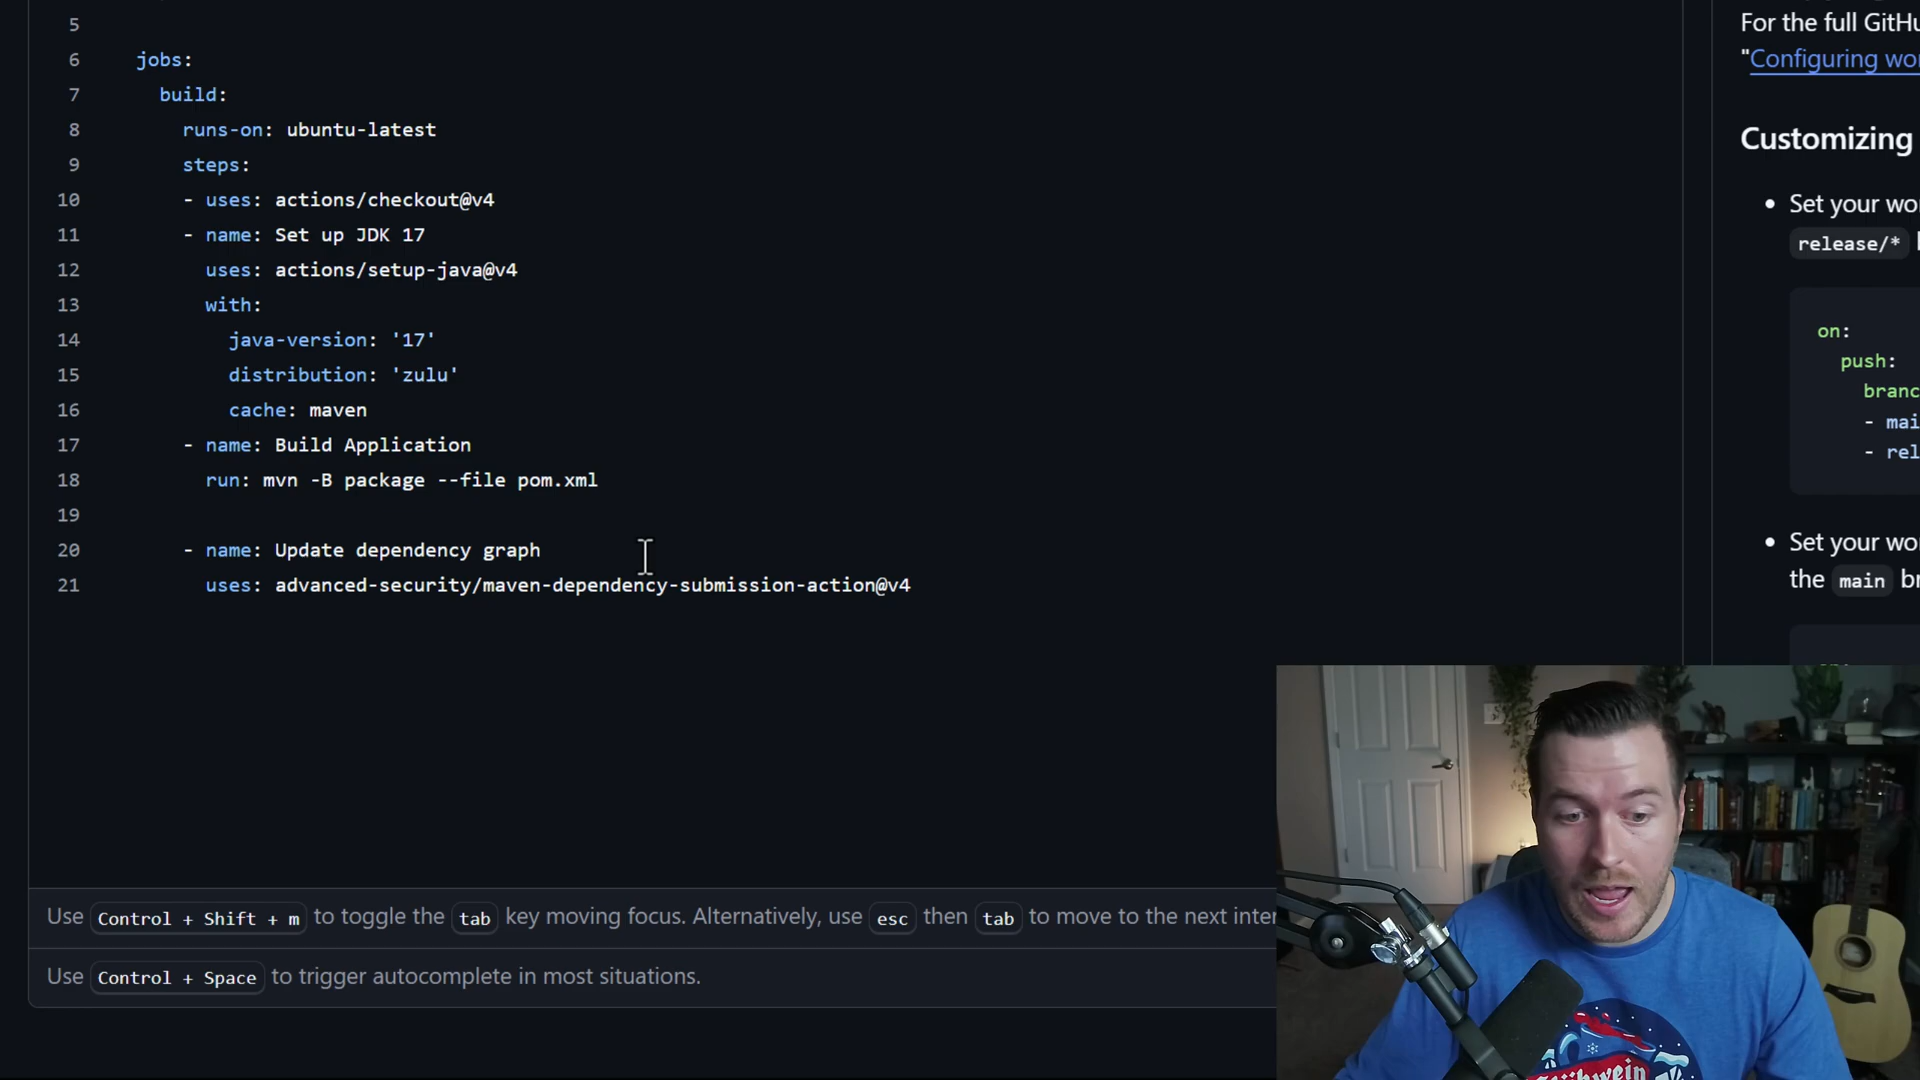 5
6 jobs:
7 build:
8 runs-on: ubuntu-latest
9 steps:
10 - uses: actions/checkout@v4
11 - name: Set up JDK 17
12 uses: actions/setup-java@v4
13 with:
14 java-version: '17'
15 distribution: 'zulu'
16 cache: maven
17 - name: Build Application
18 run: mvn -B package --file pom.xml
19
20 - name: Update dependency graph
21 uses: advanced-security/maven-dependency-submission-action@v4
Use Control + Shift + m to toggle the tab key moving focus. Alternatively, use esc then tab to move to the next inter
Use Control + Space to trigger autocomplete in most situations.
For the full GitHu
"Configuring wor
Customizing
Set your wor
release/*
on:
push:
branc
- mai
- rel
Set your wor
the main br